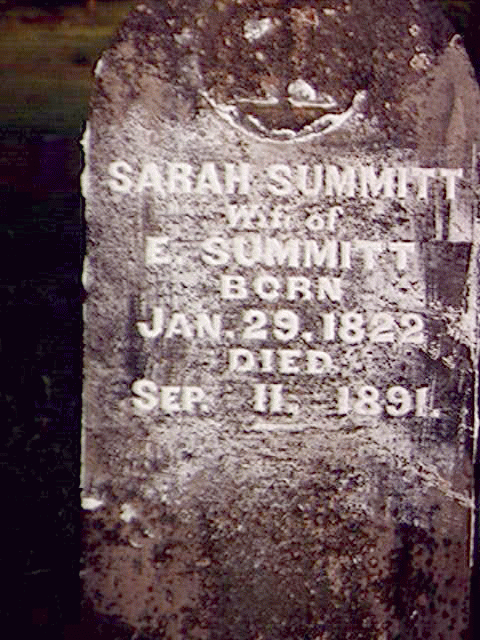 SARAH SUMMITT
Wife of
E. SUMMITT
BORN
JAN. 29, 1822
DIED
SEP. 11, 1891.